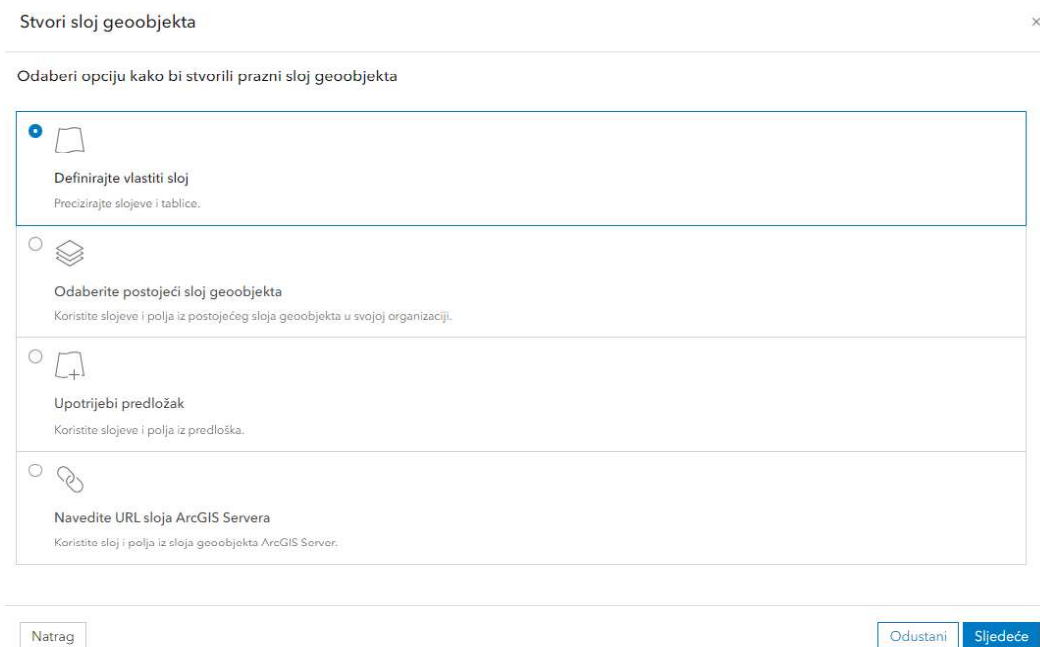 Stvori sloj geoobjekta
×
Odaberi opciju kako bi stvorili prazni sloj geoobjekta
Definirajte vlastiti sloj
Precizirajte slojeve i tablice.
Odaberite postojeći sloj geoobjekta
Koristite slojeve i polja iz postojećeg sloja geoobjekta u svojoj organizaciji.
Upotrijebi predložak
Koristite slojeve i polja iz predloška.
Navedite URL sloja ArcGIS Servera
Koristite sloj i polja iz sloja geoobjekta ArcGIS Server.
Natrag
Odustani
Sljedeće